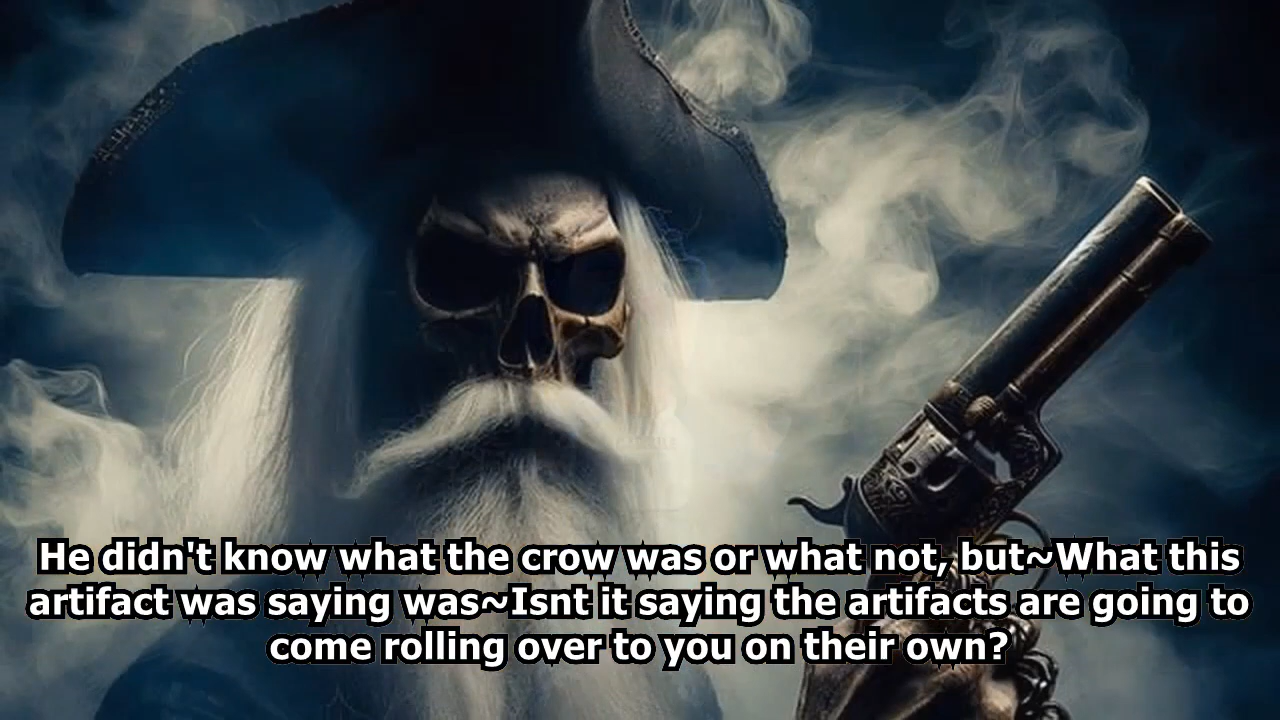 He didn't know what the crow was or what not, but~What this
artifact was saying was~Isnt it saying the artifacts are going to
come rolling over to you on their own?